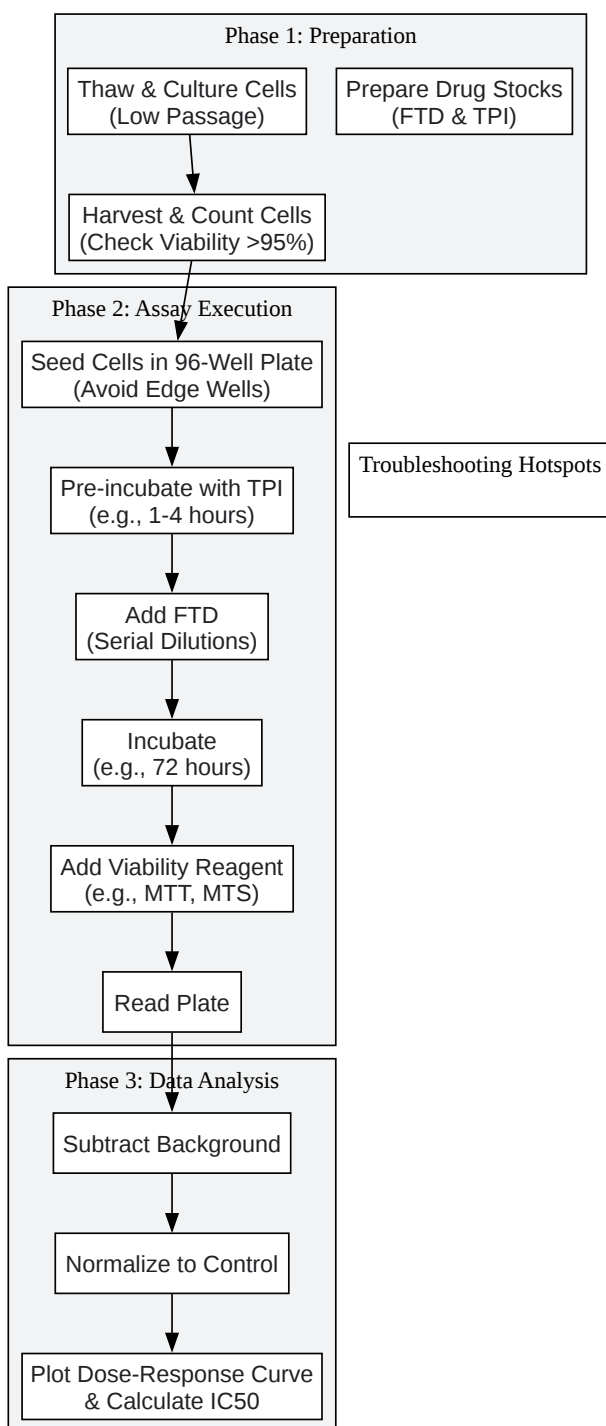 Phase 1: Preparation
Thaw & Culture Cells
(Low Passage)
Prepare Drug Stocks
(FTD & TPI)
Harvest & Count Cells
(Check Viability >95%)
Phase 2: Assay Execution
Seed Cells in 96-Well Plate
(Avoid Edge Wells)
Troubleshooting Hotspots
Pre-incubate with TPI
(e.g., 1-4 hours)
Add FTD
(Serial Dilutions)
Incubate
(e.g., 72 hours)
Add Viability Reagent
(e.g., MTT, MTS)
Read Plate
Phase 3: Data Analysis
Subtract Background
Normalize to Control
Plot Dose-Response Curve
& Calculate IC50